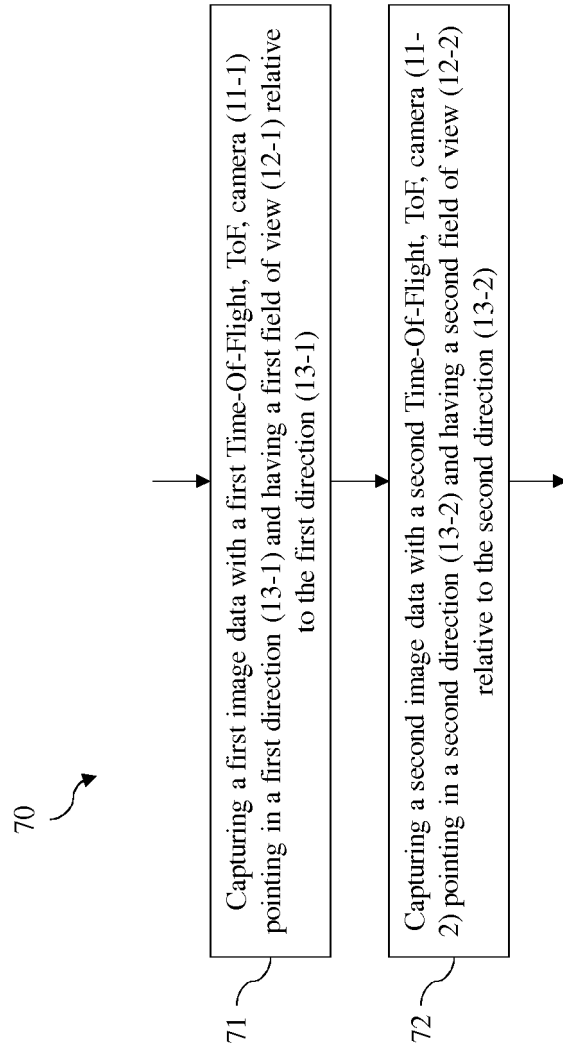 70
71
Capturing a first image data with a first Time-Of-Flight, ToF, camera (11-1)
pointing in a first direction (13-1) and having a first field of view (12-1) relative
to the first direction (13-1)
72
Capturing a second image data with a second Time-Of-Flight, ToF, camera (11-
2) pointing in a second direction (13-2) and having a second field of view (12-2)
relative to the second direction (13-2)